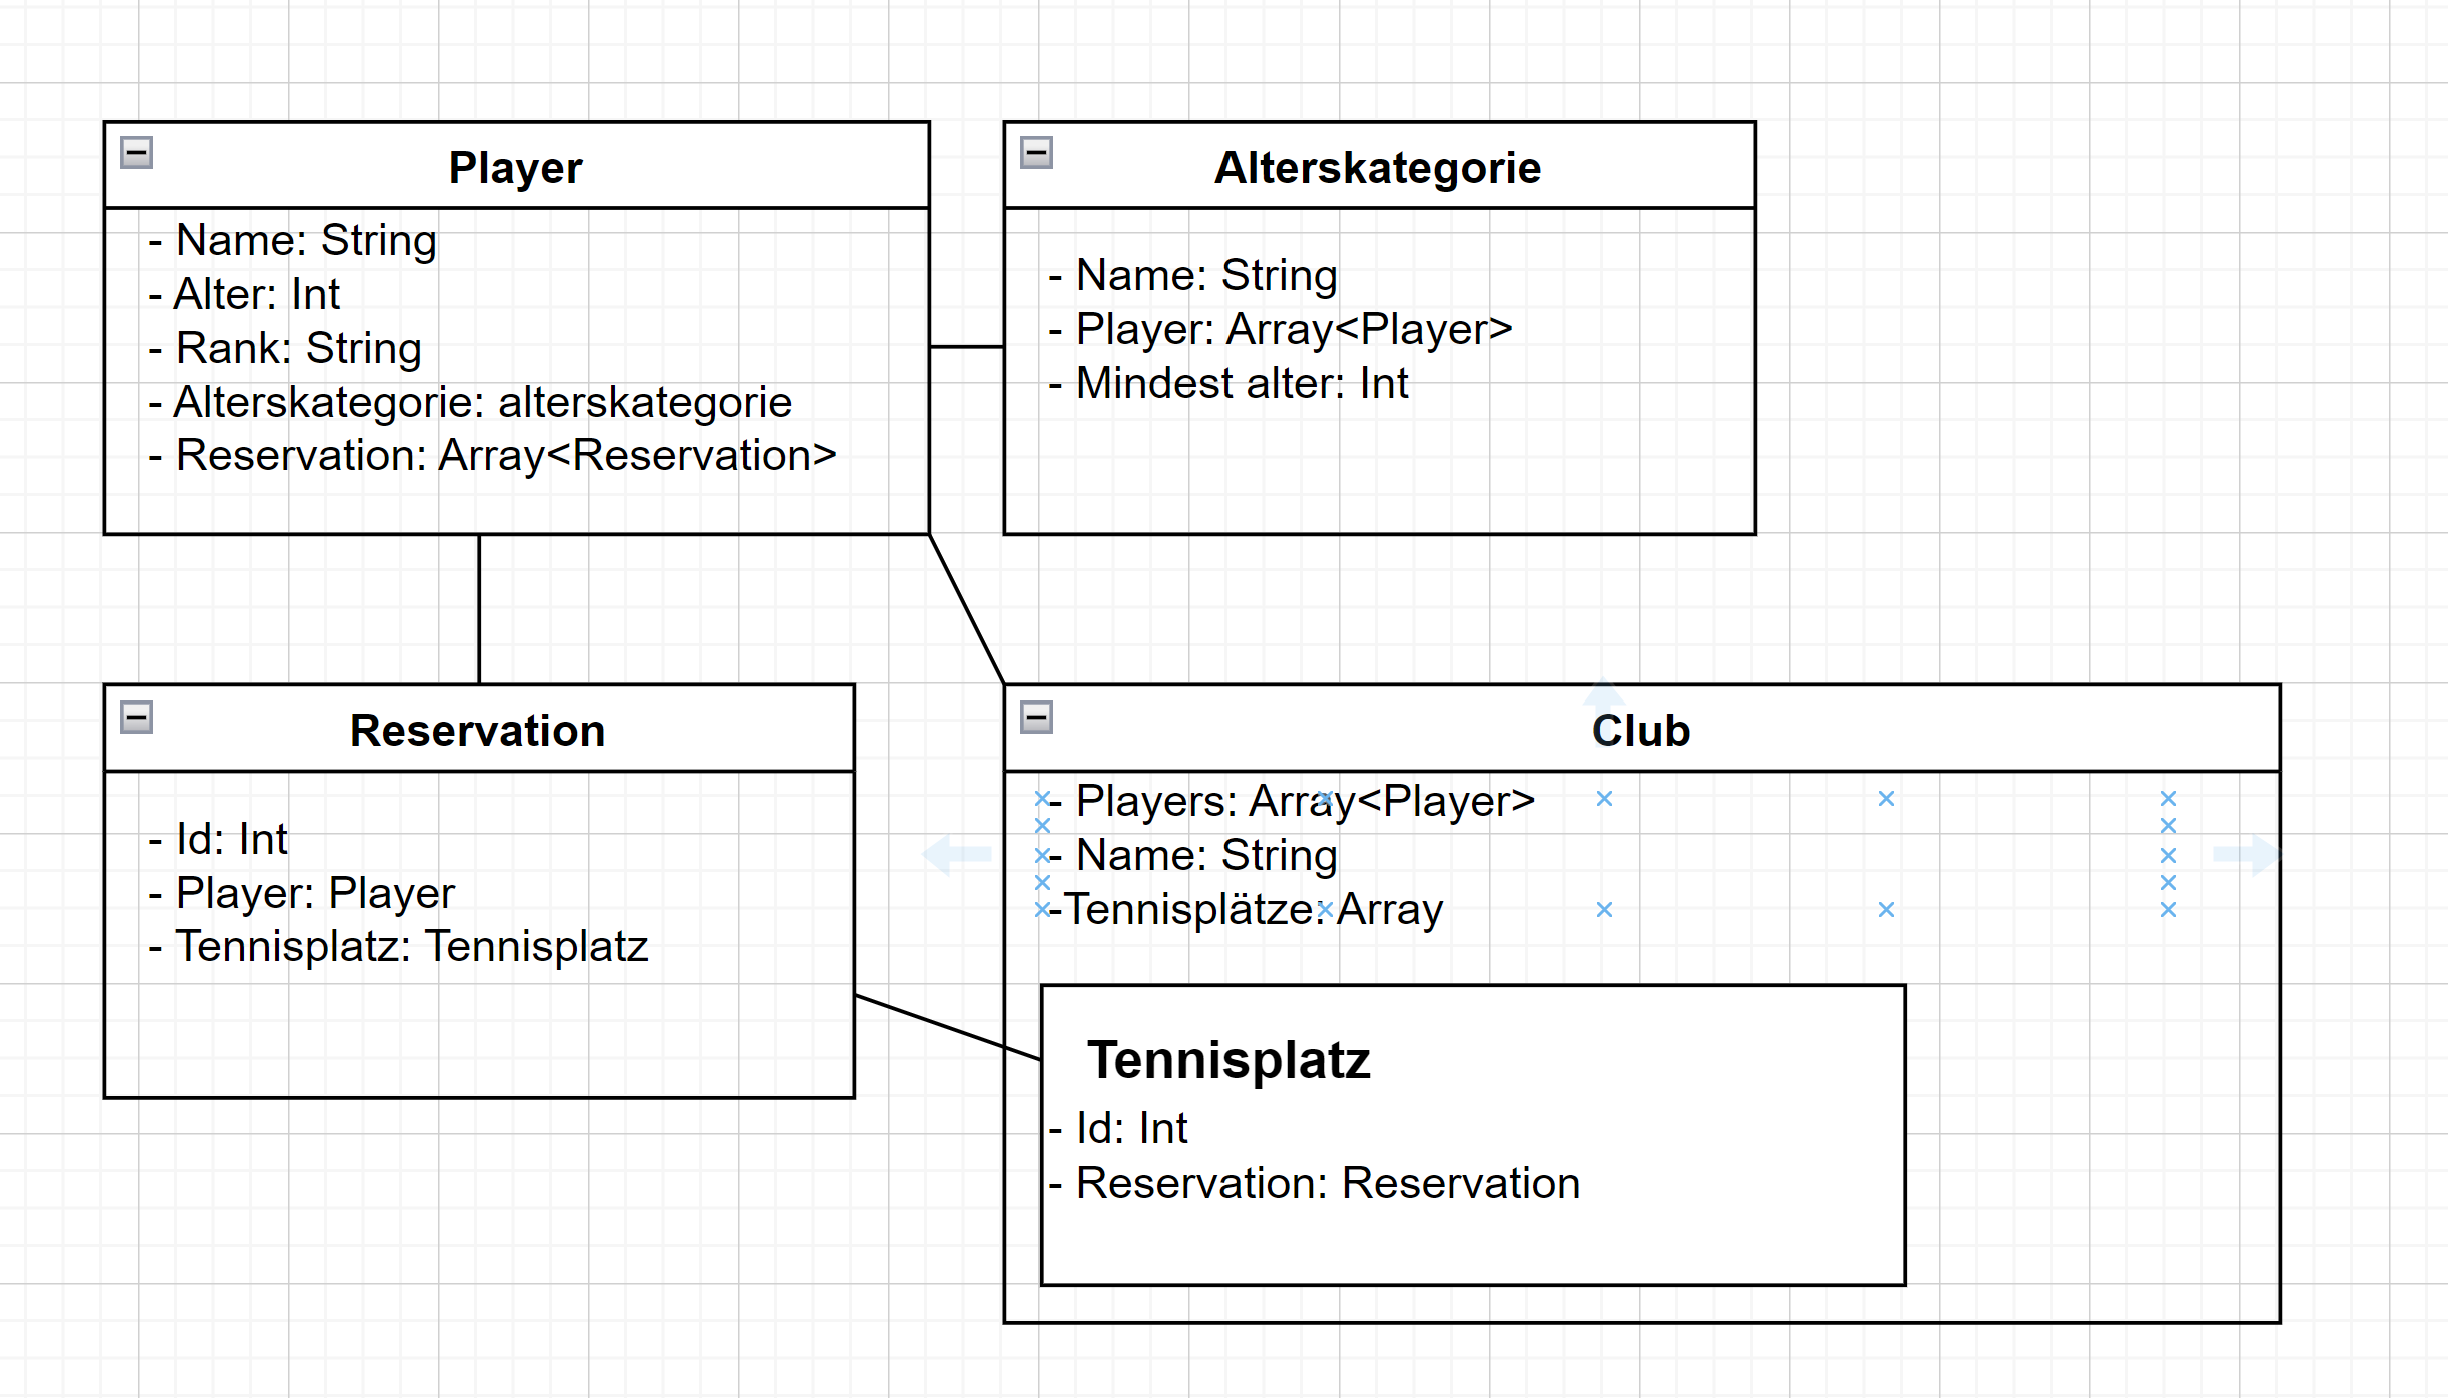 Player
- Name: String
- Alter: Int
- Rank: String
- Alterskategorie: alterskategorie
- Reservation: Array<Reservation>
Alterskategorie
- Name: String
- Player: Array<Player>
- Mindest alter: Int
Reservation
- Id: Int
- Player: Player
- Tennisplatz: Tennisplatz
Club
- Players: Array<Player>
- Name: String
-Tennisplätze: Array
Tennisplatz
- Id: Int
- Reservation: Reservation